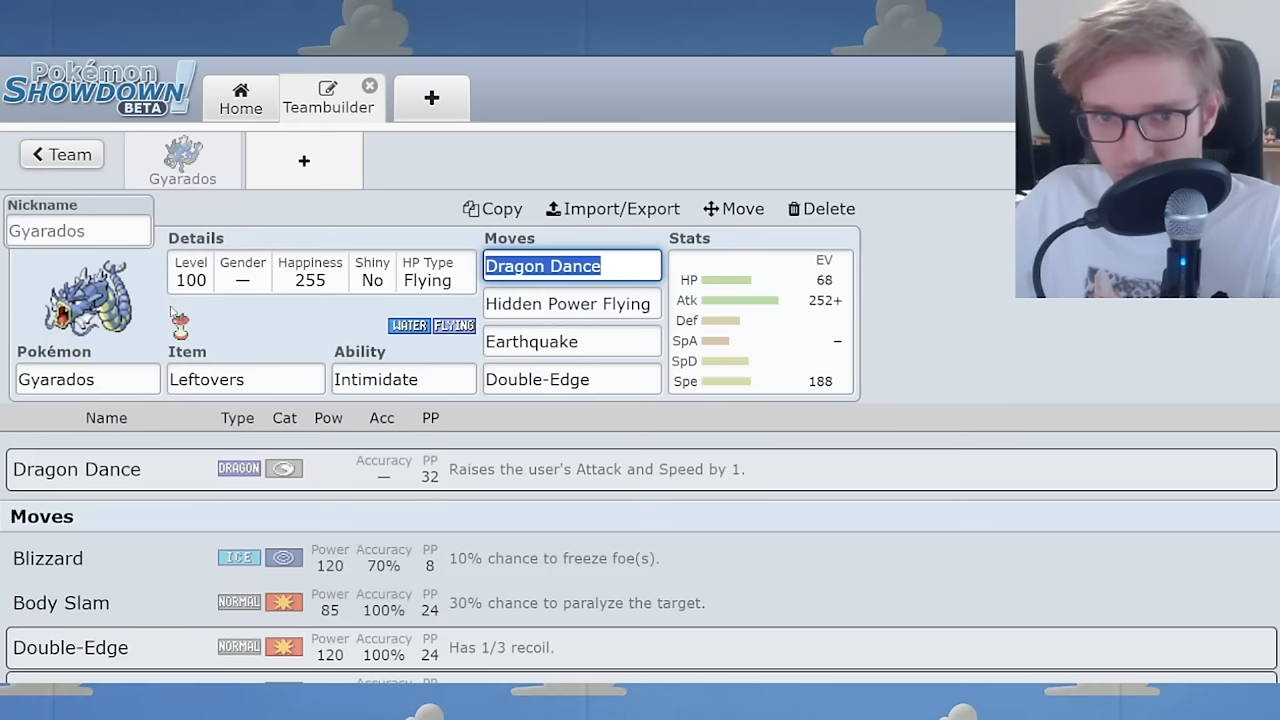 Pokémon
SHOWDOWN!
BETA
Home
Teambuilder
+
Team
Gyarados
+
Nickname
Gyarados
Copy
Import/Export
Move
Delete
Details
Level Gender Happiness Shiny HP Type
100 — 255 No Flying
WATER FLYING
Pokémon Item Ability
Gyarados Leftovers Intimidate
Moves
Dragon Dance
Hidden Power Flying
Earthquake
Double-Edge
Stats
EV
HP 68
Atk 252+
Def
SpA –
SpD
Spe 188
Name Type Cat Pow Acc PP
Dragon Dance DRAGON Accuracy — PP 32 Raises the user's Attack and Speed by 1.
Moves
Blizzard ICE Power 120 Accuracy 70% PP 8 10% chance to freeze foe(s).
Body Slam NORMAL Power 85 Accuracy 100% PP 24 30% chance to paralyze the target.
Double-Edge NORMAL Power 120 Accuracy 100% PP 24 Has 1/3 recoil.